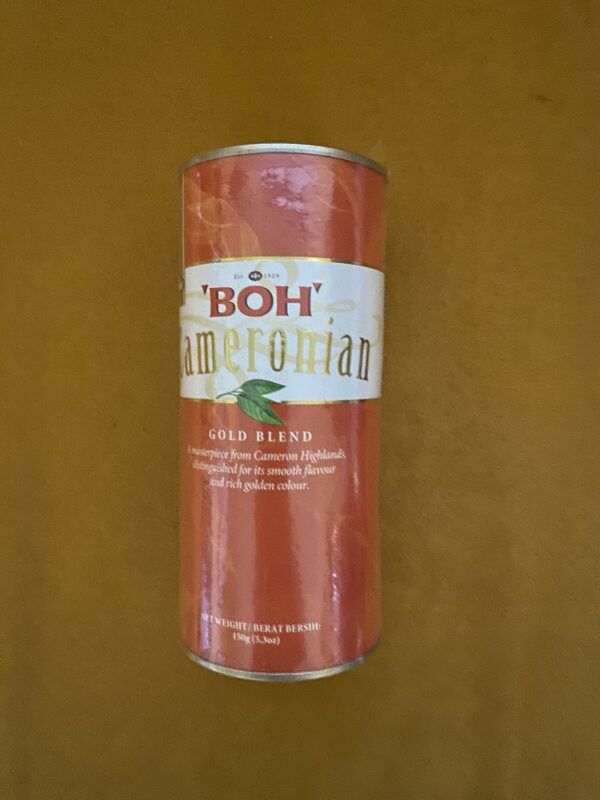 Est 1929
'BOH'
ameronian
GOLD BLEND
A masterpiece from Cameron Highlands,
distinguished for its smooth flavour
and rich golden colour.
NET WEIGHT/ BERAT BERSIH:
150g (5.3oz)